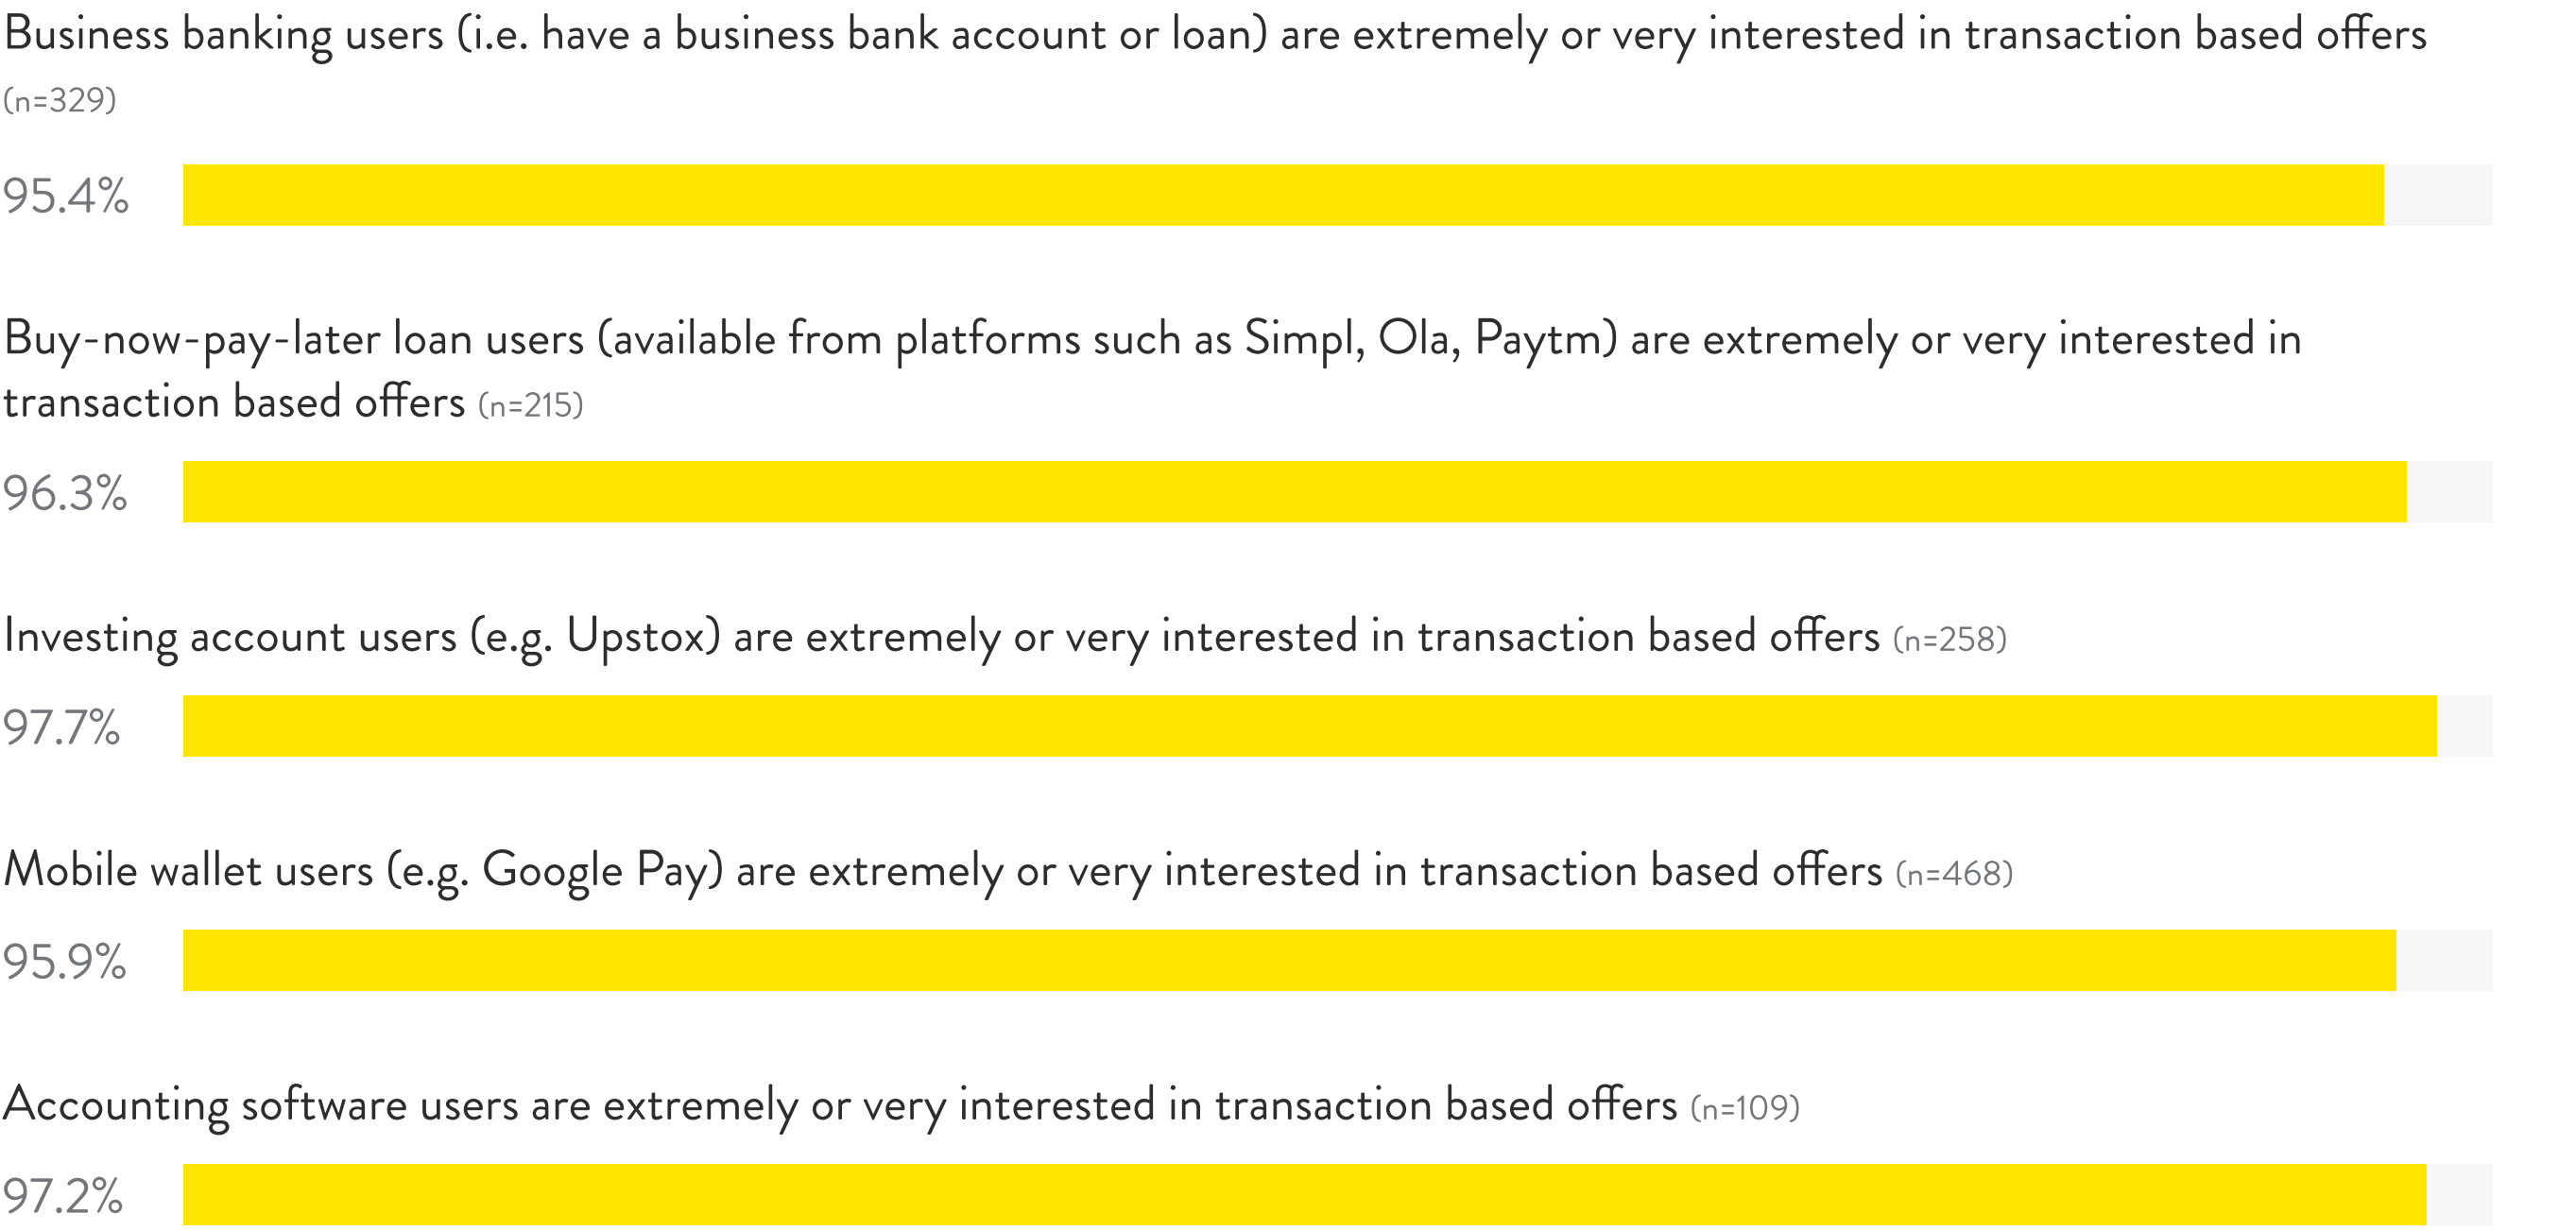 Business banking users (i.e. have a business bank account or loan) are extremely or very interested in transaction based offers
(n=329)
95.4%
Buy-now-pay-later loan users (available from platforms such as Simpl, Ola, Paytm) are extremely or very interested in
transaction based offers (n=215)
96.3%
Investing account users (e.g. Upstox) are extremely or very interested in transaction based offers (n=258)
97.7%
Mobile wallet users (e.g. Google Pay) are extremely or very interested in transaction based offers (n=468)
95.9%
Accounting software users are extremely or very interested in transaction based offers (n=109)
97.2%